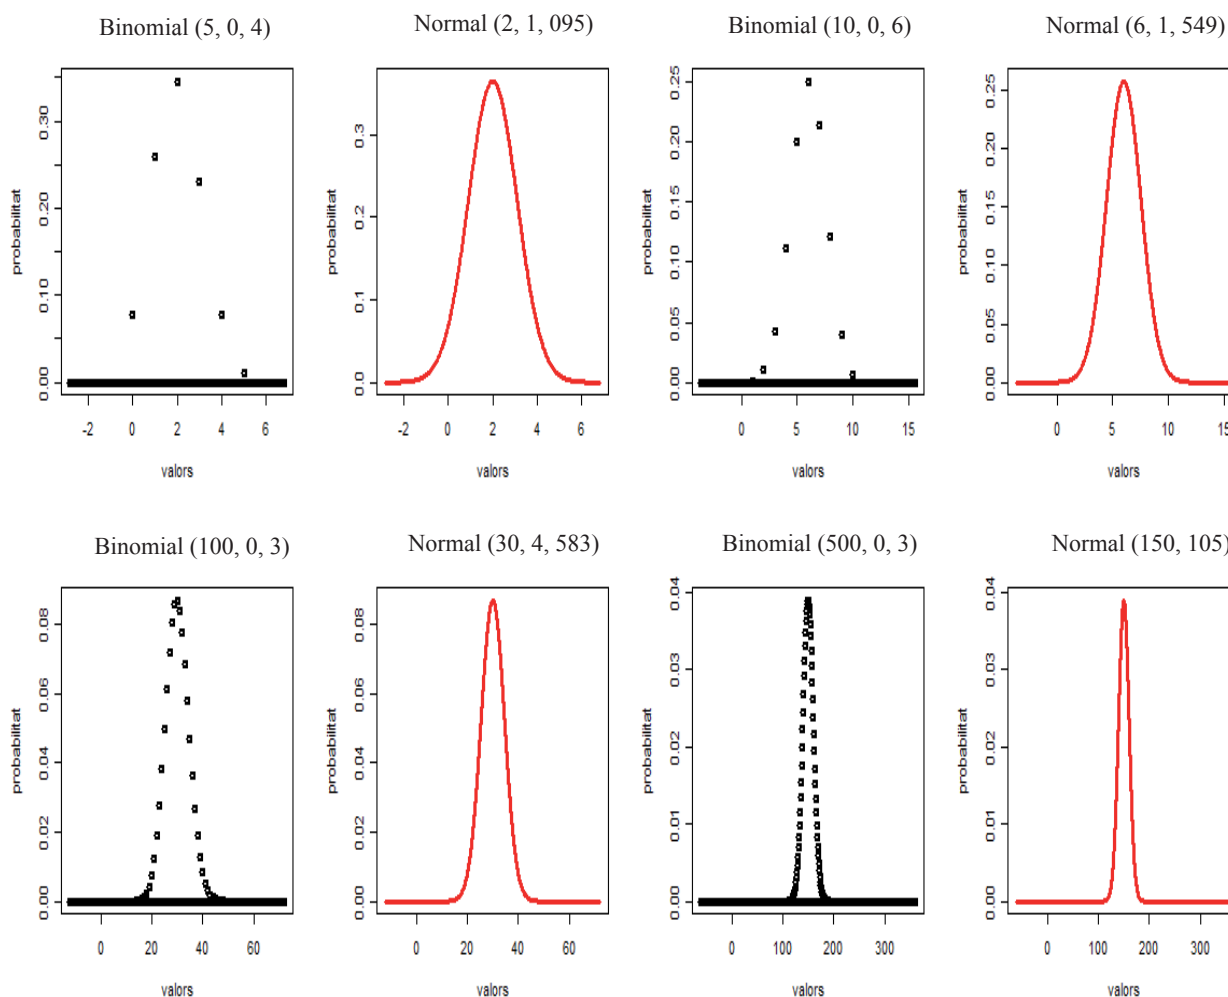 Binomial (5, 0, 4)
probabilitat
0.00 0.10 0.20 0.30
-2 0 2 4 6
valors
Normal (2, 1, 095)
probabilitat
0.0 0.1 0.2 0.3
-2 0 2 4 6
valors
Binomial (10, 0, 6)
probabilitat
0.00 0.05 0.10 0.15 0.20 0.25
0 5 10 15
valors
Normal (6, 1, 549)
probabilitat
0.00 0.05 0.10 0.15 0.20 0.25
0 5 10 15
valors
Binomial (100, 0, 3)
probabilitat
0.00 0.02 0.04 0.06 0.08
0 20 40 60
valors
Normal (30, 4, 583)
probabilitat
0.00 0.02 0.04 0.06 0.08
0 20 40 60
valors
Binomial (500, 0, 3)
probabilitat
0.00 0.01 0.02 0.03 0.04
0 100 200 300
valors
Normal (150, 105)
probabilitat
0.00 0.01 0.02 0.03 0.04
0 100 200 300
valors